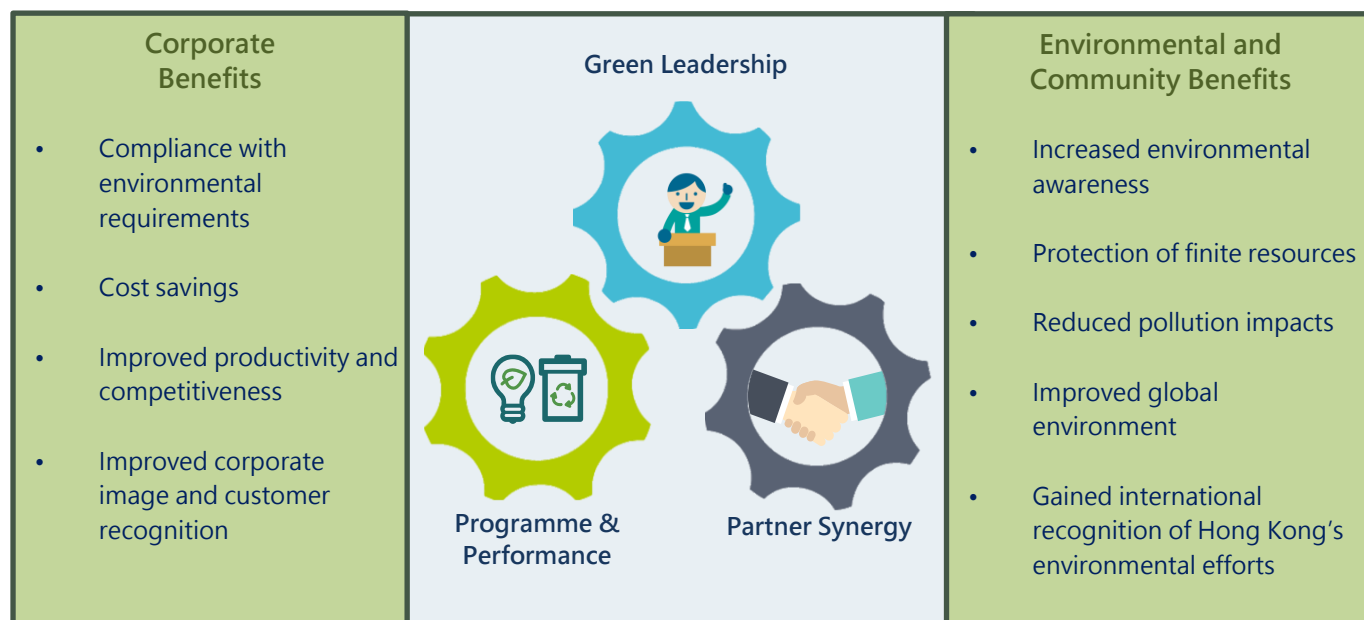 Corporate
Benefits
• Compliance with
environmental
requirements
• Cost savings
• Improved productivity and
competitiveness
• Improved corporate
image and customer
recognition
Green Leadership
Programme &
Performance
Partner Synergy
Environmental and
Community Benefits
• Increased environmental
awareness
• Protection of finite resources
• Reduced pollution impacts
• Improved global
environment
• Gained international
recognition of Hong Kong’s
environmental efforts